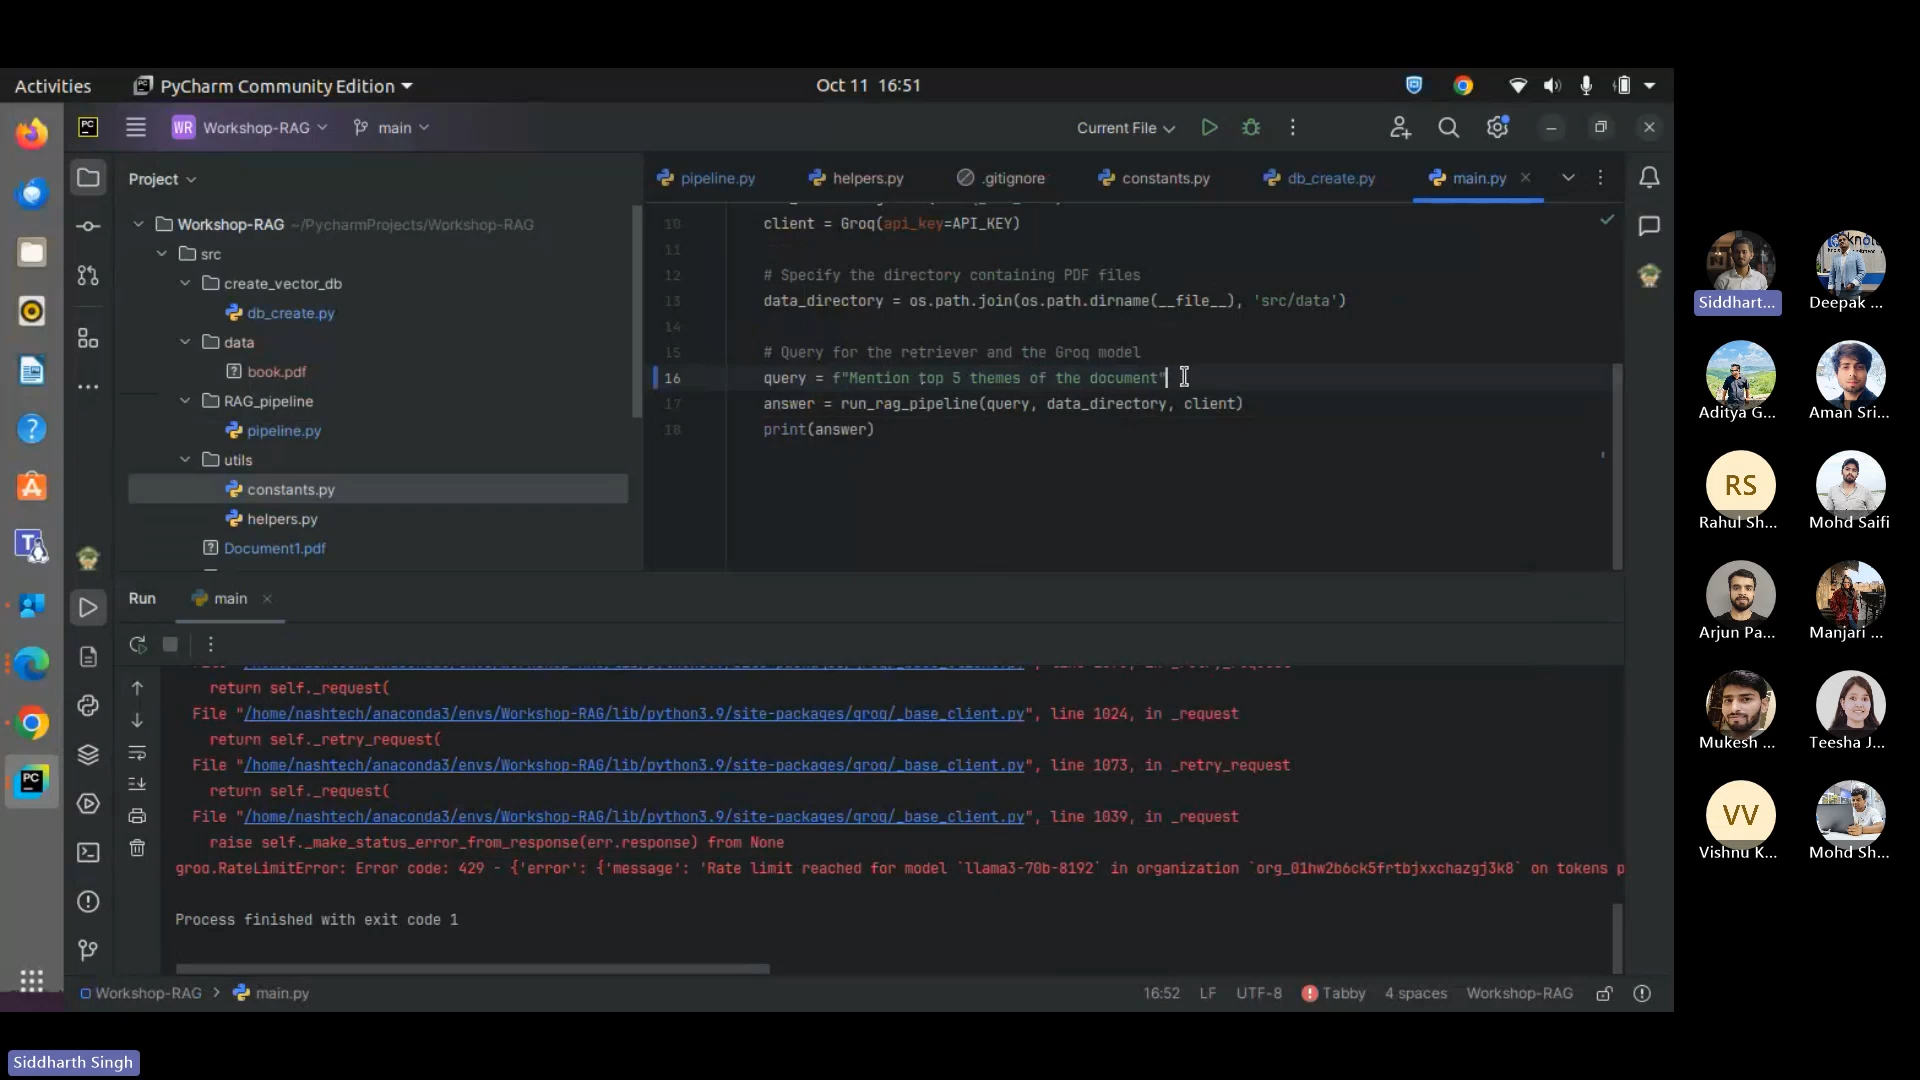 Activities
PyCharm Community Edition
Oct 11 16:51
WR Workshop-RAG
main
Current File
Project
pipeline.py
helpers.py
.gitignore
constants.py
db_create.py
main.py
Workshop-RAG ~/PycharmProjects/Workshop-RAG
src
create_vector_db
db_create.py
data
book.pdf
RAG_pipeline
pipeline.py
utils
constants.py
helpers.py
Document1.pdf
10 client = Groq(api_key=API_KEY)
11
12 # Specify the directory containing PDF files
13 data_directory = os.path.join(os.path.dirname(__file__), 'src/data')
14
15 # Query for the retriever and the Groq model
16 query = f"Mention top 5 themes of the document"
17 answer = run_rag_pipeline(query, data_directory, client)
18 print(answer)
Run
main
return self._request(
File "/home/nashtech/anaconda3/envs/Workshop-RAG/lib/python3.9/site-packages/groq/_base_client.py", line 1024, in _request
return self._retry_request(
File "/home/nashtech/anaconda3/envs/Workshop-RAG/lib/python3.9/site-packages/groq/_base_client.py", line 1073, in _retry_request
return self._request(
File "/home/nashtech/anaconda3/envs/Workshop-RAG/lib/python3.9/site-packages/groq/_base_client.py", line 1039, in _request
raise self._make_status_error_from_response(err.response) from None
groq.RateLimitError: Error code: 429 - {'error': {'message': 'Rate limit reached for model `llama3-70b-8192` in organization `org_01hw2b6ck5frtbjxxchazgj3k8` on tokens p
Process finished with exit code 1
Workshop-RAG > main.py
16:52
LF
UTF-8
Tabby
4 spaces
Workshop-RAG
Siddhart...
Deepak ...
Aditya G...
Aman Sri...
RS
Rahul Sh...
Mohd Saifi
Arjun Pa...
Manjari ...
Mukesh ...
Teesha J...
VV
Vishnu K...
Mohd Sh...
Siddharth Singh